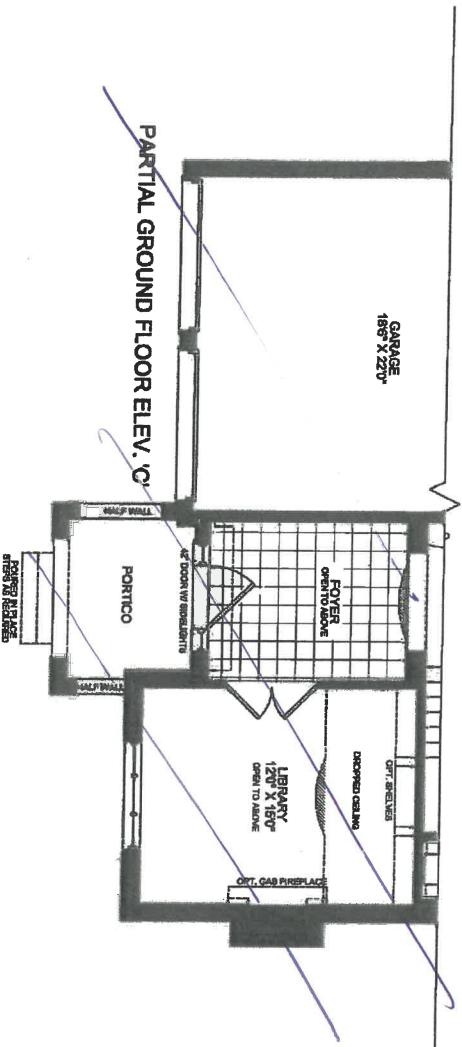 PARTIAL GROUND FLOOR ELEV. 'C'
GARAGE
18'6" X 22'0"
FOYER
OPEN TO ABOVE
OPT. SHELVES
DROPPED CEILING
LIBRARY
12'0" X 15'0"
OPEN TO ABOVE
OPT. GAS FIREPLACE
42" DOOR W/ SIDELIGHTS
HALF WALL
PORTICO
HALF WALL
POURED IN PLACE
STEPS AS REQUIRED